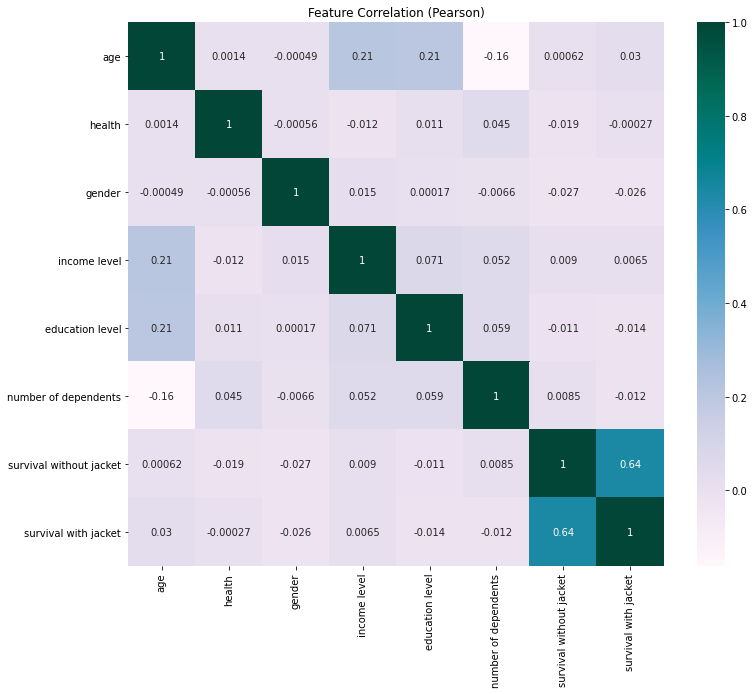 Feature Correlation (Pearson)
age 1 0.0014 -0.00049 0.21 0.21 -0.16 0.00062 0.03
health 0.0014 1 -0.00056 -0.012 0.011 0.045 -0.019 -0.00027
gender -0.00049 -0.00056 1 0.015 0.00017 -0.0066 -0.027 -0.026
income level 0.21 -0.012 0.015 1 0.071 0.052 0.009 0.0065
education level 0.21 0.011 0.00017 0.071 1 0.059 -0.011 -0.014
number of dependents -0.16 0.045 -0.0066 0.052 0.059 1 0.0085 -0.012
survival without jacket 0.00062 -0.019 -0.027 0.009 -0.011 0.0085 1 0.64
survival with jacket 0.03 -0.00027 -0.026 0.0065 -0.014 -0.012 0.64 1
age
health
gender
income level
education level
number of dependents
survival without jacket
survival with jacket
1.0
0.8
0.6
0.4
0.2
0.0